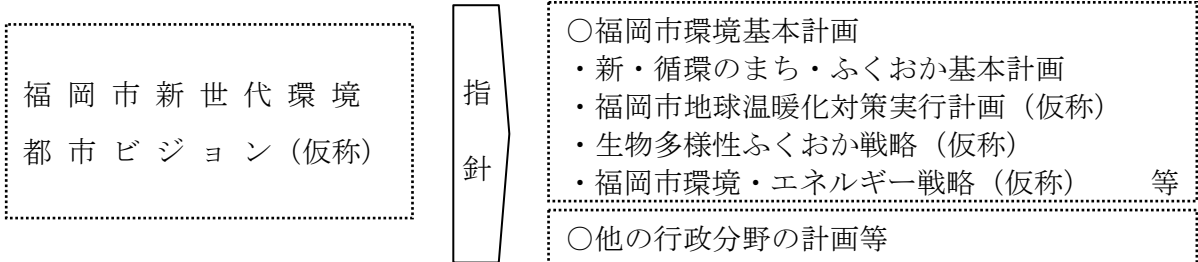 福岡市新世代環境
都市ビジョン（仮称）
指
針
○福岡市環境基本計画
・新・循環のまち・ふくおか基本計画
・福岡市地球温暖化対策実行計画（仮称）
・生物多様性ふくおか戦略（仮称）
・福岡市環境・エネルギー戦略（仮称）　　等
○他の行政分野の計画等